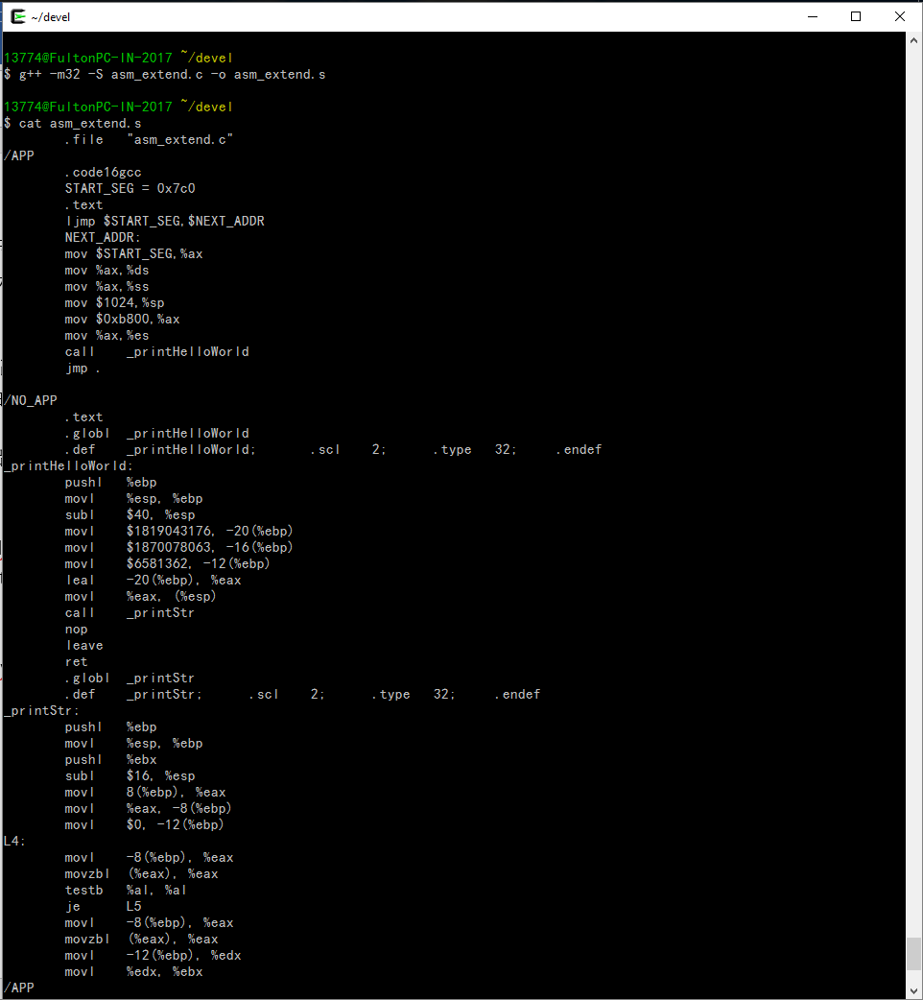 ~/devel
13774@FultonPC-IN-2017 ~/devel
$ g++ -m32 -S asm_extend.c -o asm_extend.s
13774@FultonPC-IN-2017 ~/devel
$ cat asm_extend.s
.file "asm_extend.c"
/APP
.code16gcc
START_SEG = 0x7c0
.text
ljmp $START_SEG,$NEXT_ADDR
NEXT_ADDR:
mov $START_SEG,%ax
mov %ax,%ds
mov %ax,%ss
mov $1024,%sp
mov $0xb800,%ax
mov %ax,%es
call _printHelloWorld
jmp .
/NO_APP
.text
.globl _printHelloWorld
.def _printHelloWorld; .scl 2; .type 32; .endef
_printHelloWorld:
pushl %ebp
movl %esp, %ebp
subl $40, %esp
movl $1819043176, -20(%ebp)
movl $1870078063, -16(%ebp)
movl $6581362, -12(%ebp)
leal -20(%ebp), %eax
movl %eax, (%esp)
call _printStr
nop
leave
ret
.globl _printStr
.def _printStr; .scl 2; .type 32; .endef
_printStr:
pushl %ebp
movl %esp, %ebp
pushl %ebx
subl $16, %esp
movl 8(%ebp), %eax
movl %eax, -8(%ebp)
movl $0, -12(%ebp)
L4:
movl -8(%ebp), %eax
movzbl (%eax), %eax
testb %al, %al
je L5
movl -8(%ebp), %eax
movzbl (%eax), %eax
movl -12(%ebp), %edx
movl %edx, %ebx
/APP